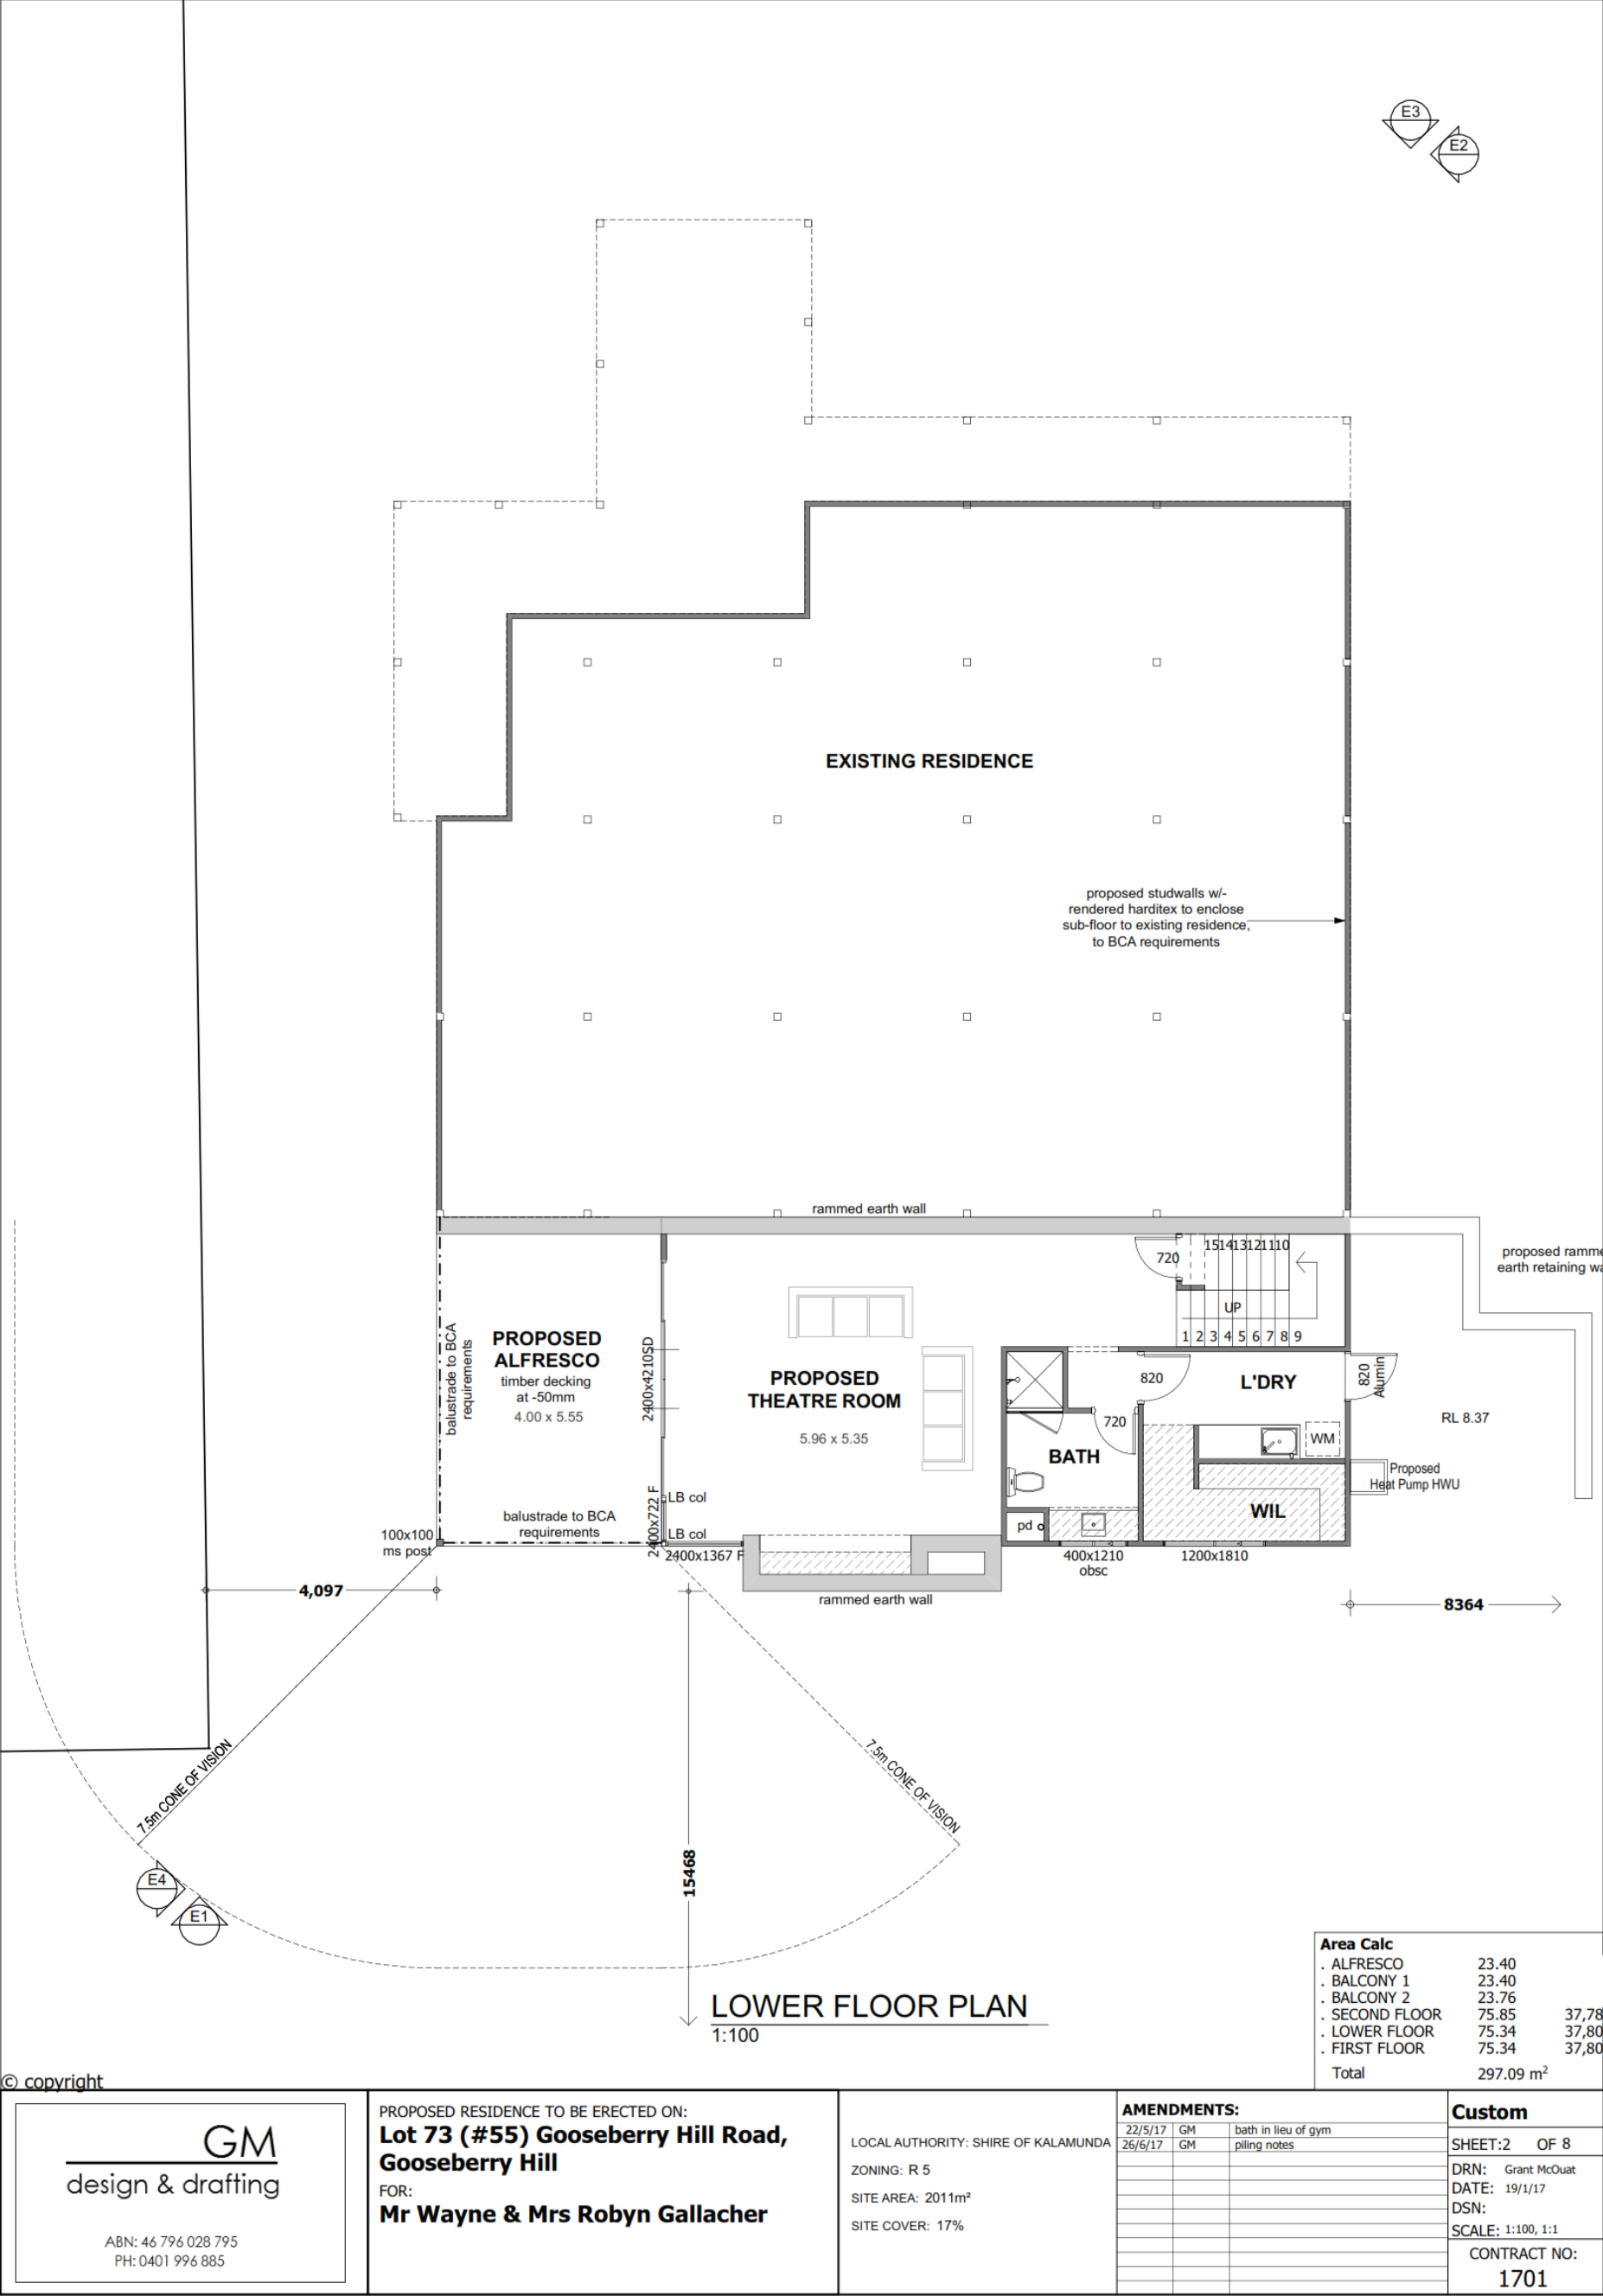 E3
E2
EXISTING RESIDENCE
proposed studwalls w/-
rendered harditex to enclose
sub-floor to existing residence,
to BCA requirements
rammed earth wall
720
15 14 13 12 11 10
UP
1 2 3 4 5 6 7 8 9
proposed
earth retaining
balustrade to BCA
requirements
PROPOSED
ALFRESCO
timber decking
at -50mm
4.00 x 5.55
2400x4210SD
PROPOSED
THEATRE ROOM
5.96 x 5.35
820
L'DRY
820
Alumin
720
RL 8.37
BATH
WM
Proposed
Heat Pump HWU
WIL
LB col
LB col
2400x722 F
2400x1367 F
balustrade to BCA
requirements
100x100
ms post
pd
400x1210
obsc
1200x1810
rammed earth wall
4,097
8364
7.5m CONE OF VISION
7.5m CONE OF VISION
15468
E4
E1
LOWER FLOOR PLAN
1:100
Area Calc
. ALFRESCO 23.40
. BALCONY 1 23.40
. BALCONY 2 23.76
. SECOND FLOOR 75.85 37,78
. LOWER FLOOR 75.34 37,80
. FIRST FLOOR 75.34 37,80
Total 297.09 m²
© copyright
GM
design & drafting
ABN: 46 796 028 795
PH: 0401 996 885
PROPOSED RESIDENCE TO BE ERECTED ON:
Lot 73 (#55) Gooseberry Hill Road,
Gooseberry Hill
FOR:
Mr Wayne & Mrs Robyn Gallacher
LOCAL AUTHORITY: SHIRE OF KALAMUNDA
ZONING: R 5
SITE AREA: 2011m²
SITE COVER: 17%
AMENDMENTS:
22/5/17 GM bath in lieu of gym
26/6/17 GM piling notes
Custom
SHEET:2 OF 8
DRN: Grant McOuat
DATE: 19/1/17
DSN:
SCALE: 1:100, 1:1
CONTRACT NO:
1701